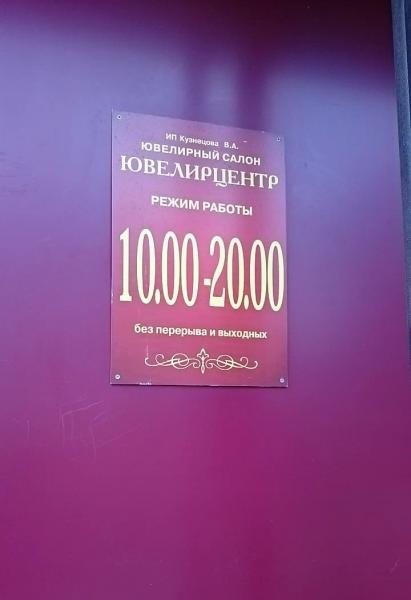 ИП Кузнецова В.А.
ЮВЕЛИРНЫЙ САЛОН
ЮВЕЛИРЦЕНТР
РЕЖИМ РАБОТЫ
10.00-20.00
без перерыва и выходных